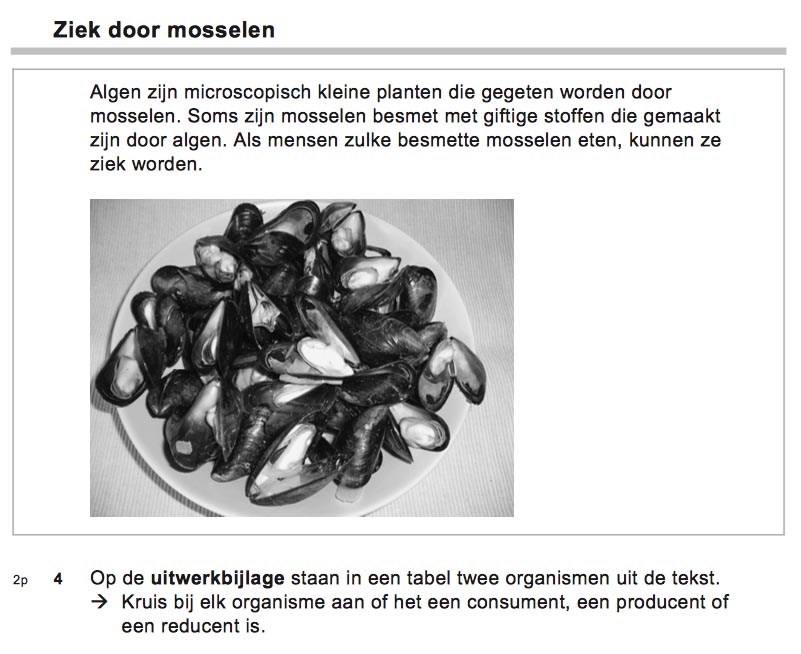 Ziek door mosselen
Algen zijn microscopisch kleine planten die gegeten worden door
mosselen. Soms zijn mosselen besmet met giftige stoffen die gemaakt
zijn door algen. Als mensen zulke besmette mosselen eten, kunnen ze
ziek worden.
2p 4 Op de uitwerkbijlage staan in een tabel twee organismen uit de tekst.
→ Kruis bij elk organisme aan of het een consument, een producent of
een reducent is.